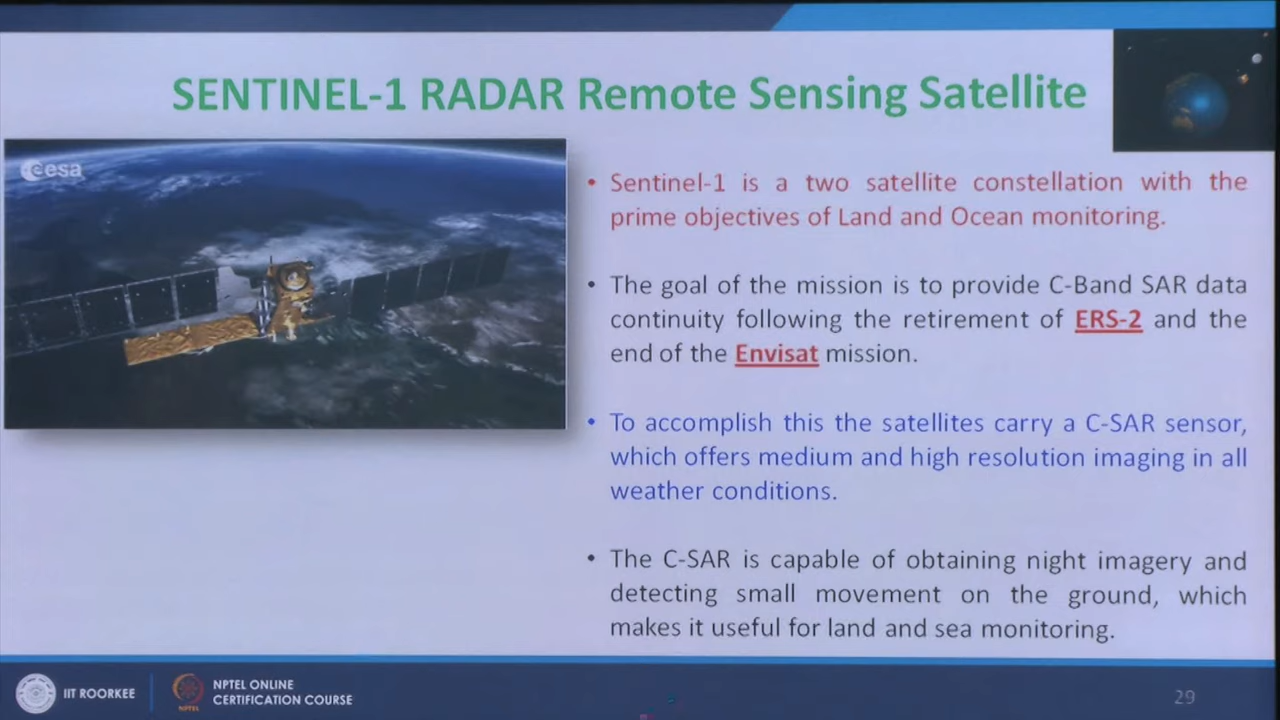 SENTINEL-1 RADAR Remote Sensing Satellite
esa
• Sentinel-1 is a two satellite constellation with the
prime objectives of Land and Ocean monitoring.
• The goal of the mission is to provide C-Band SAR data
continuity following the retirement of ERS-2 and the
end of the Envisat mission.
• To accomplish this the satellites carry a C-SAR sensor,
which offers medium and high resolution imaging in all
weather conditions.
• The C-SAR is capable of obtaining night imagery and
detecting small movement on the ground, which
makes it useful for land and sea monitoring.
IIT ROORKEE
NPTEL
NPTEL ONLINE
CERTIFICATION COURSE
29